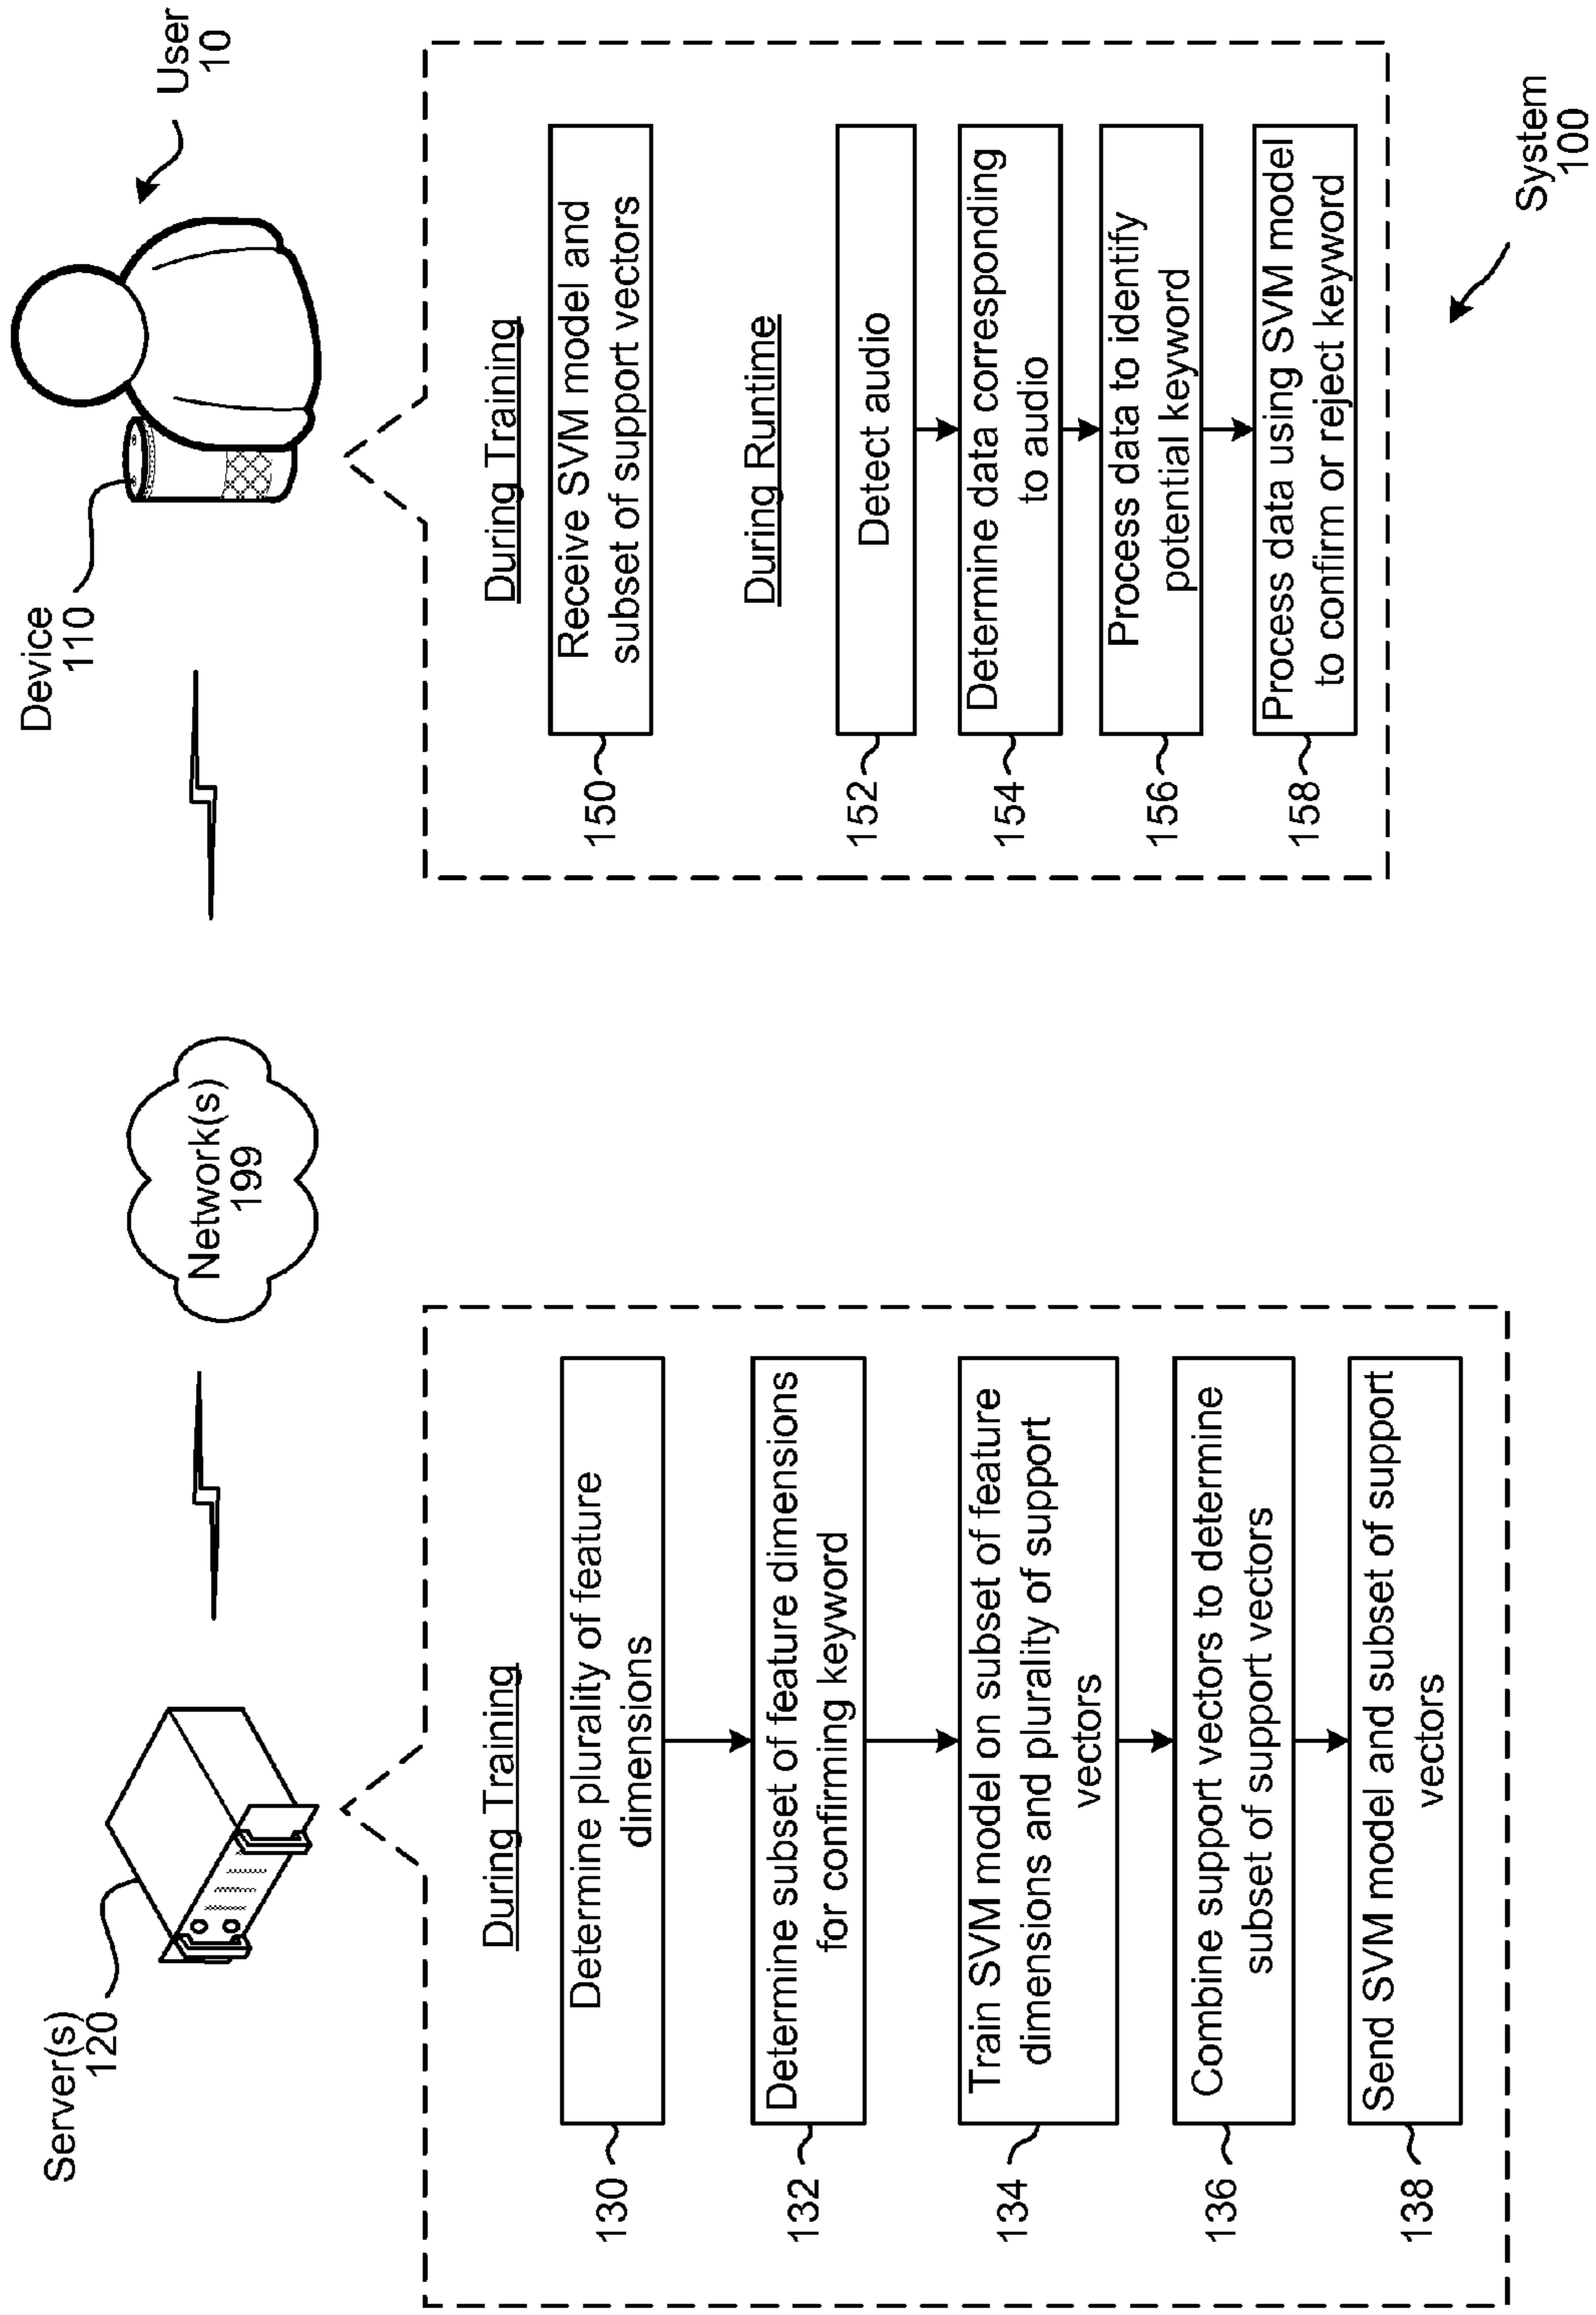 Server(s)
120
Network(s)
199
Device
110
User
10
During Training
130
Determine plurality of feature
dimensions
132
Determine subset of feature dimensions
for confirming keyword
134
Train SVM model on subset of feature
dimensions and plurality of support
vectors
136
Combine support vectors to determine
subset of support vectors
138
Send SVM model and subset of support
vectors
During Training
150
Receive SVM model and
subset of support vectors
During Runtime
152
Detect audio
154
Determine data corresponding
to audio
156
Process data to identify
potential keyword
158
Process data using SVM model
to confirm or reject keyword
System
100